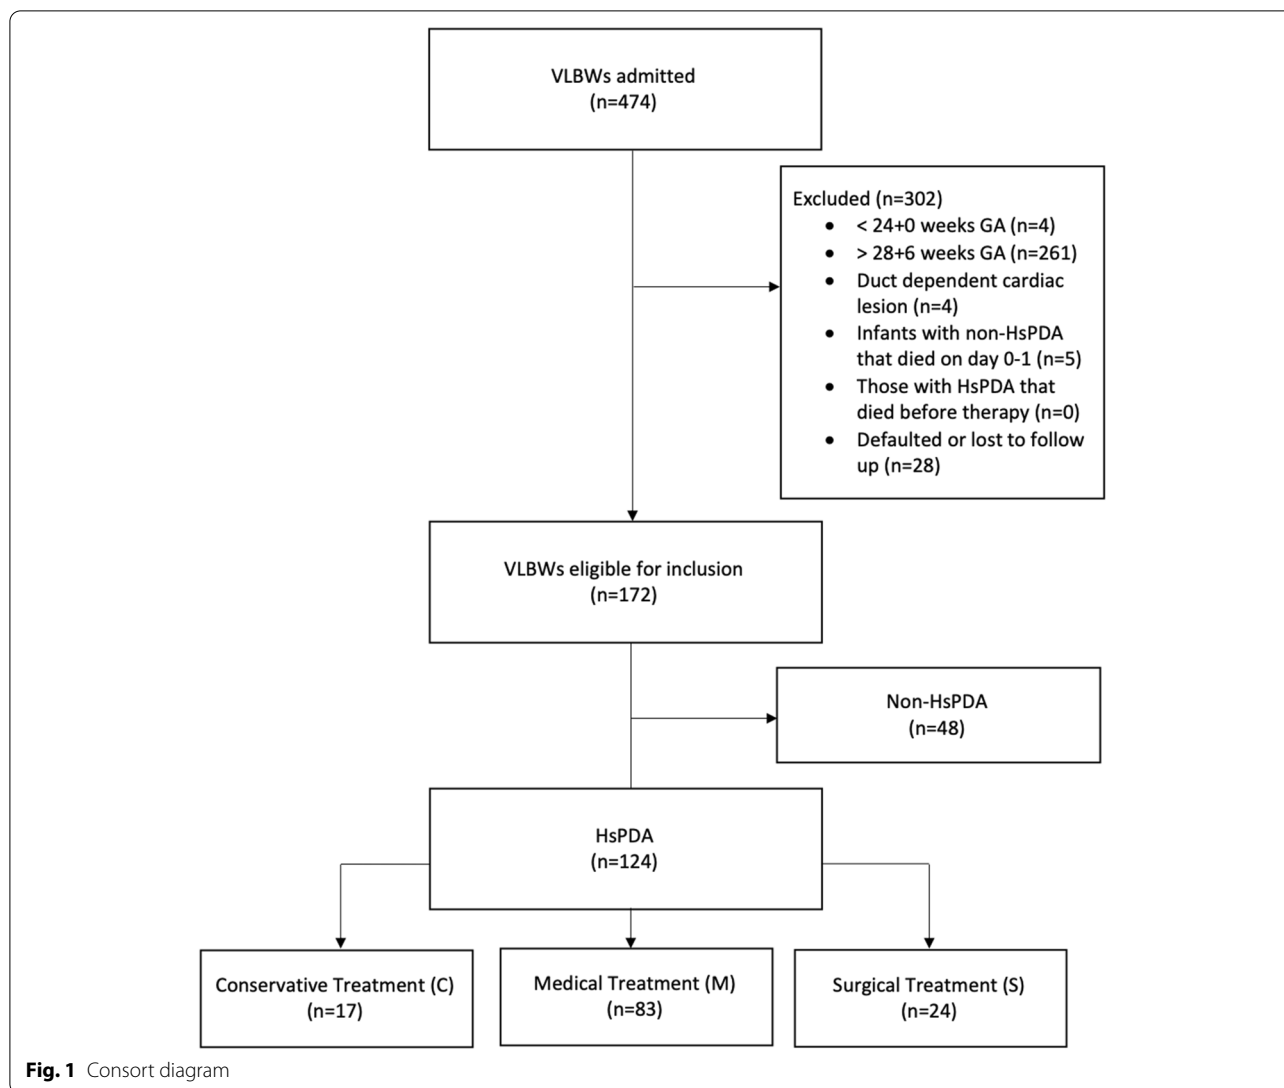 VLBWs admitted
(n=474)
Excluded (n=302)
• < 24+0 weeks GA (n=4)
• > 28+6 weeks GA (n=261)
• Duct dependent cardiac
lesion (n=4)
• Infants with non-HsPDA
that died on day 0-1 (n=5)
• Those with HsPDA that
died before therapy (n=0)
• Defaulted or lost to follow
up (n=28)
VLBWs eligible for inclusion
(n=172)
Non-HsPDA
(n=48)
HsPDA
(n=124)
Conservative Treatment (C)
(n=17)
Medical Treatment (M)
(n=83)
Surgical Treatment (S)
(n=24)
Fig. 1 Consort diagram